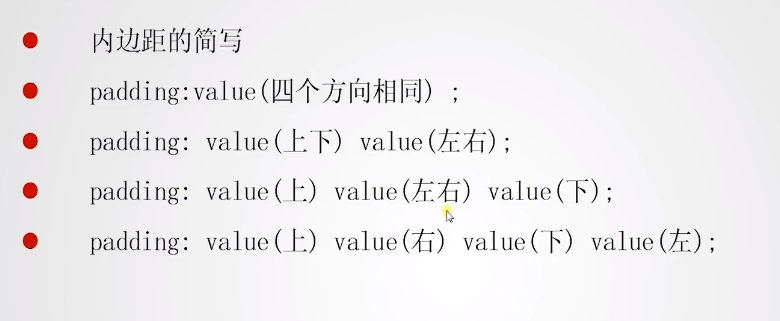 内边距的简写
padding:value(四个方向相同) ;
padding: value(上下) value(左右);
padding: value(上) value(左右) value(下);
padding: value(上) value(右) value(下) value(左);